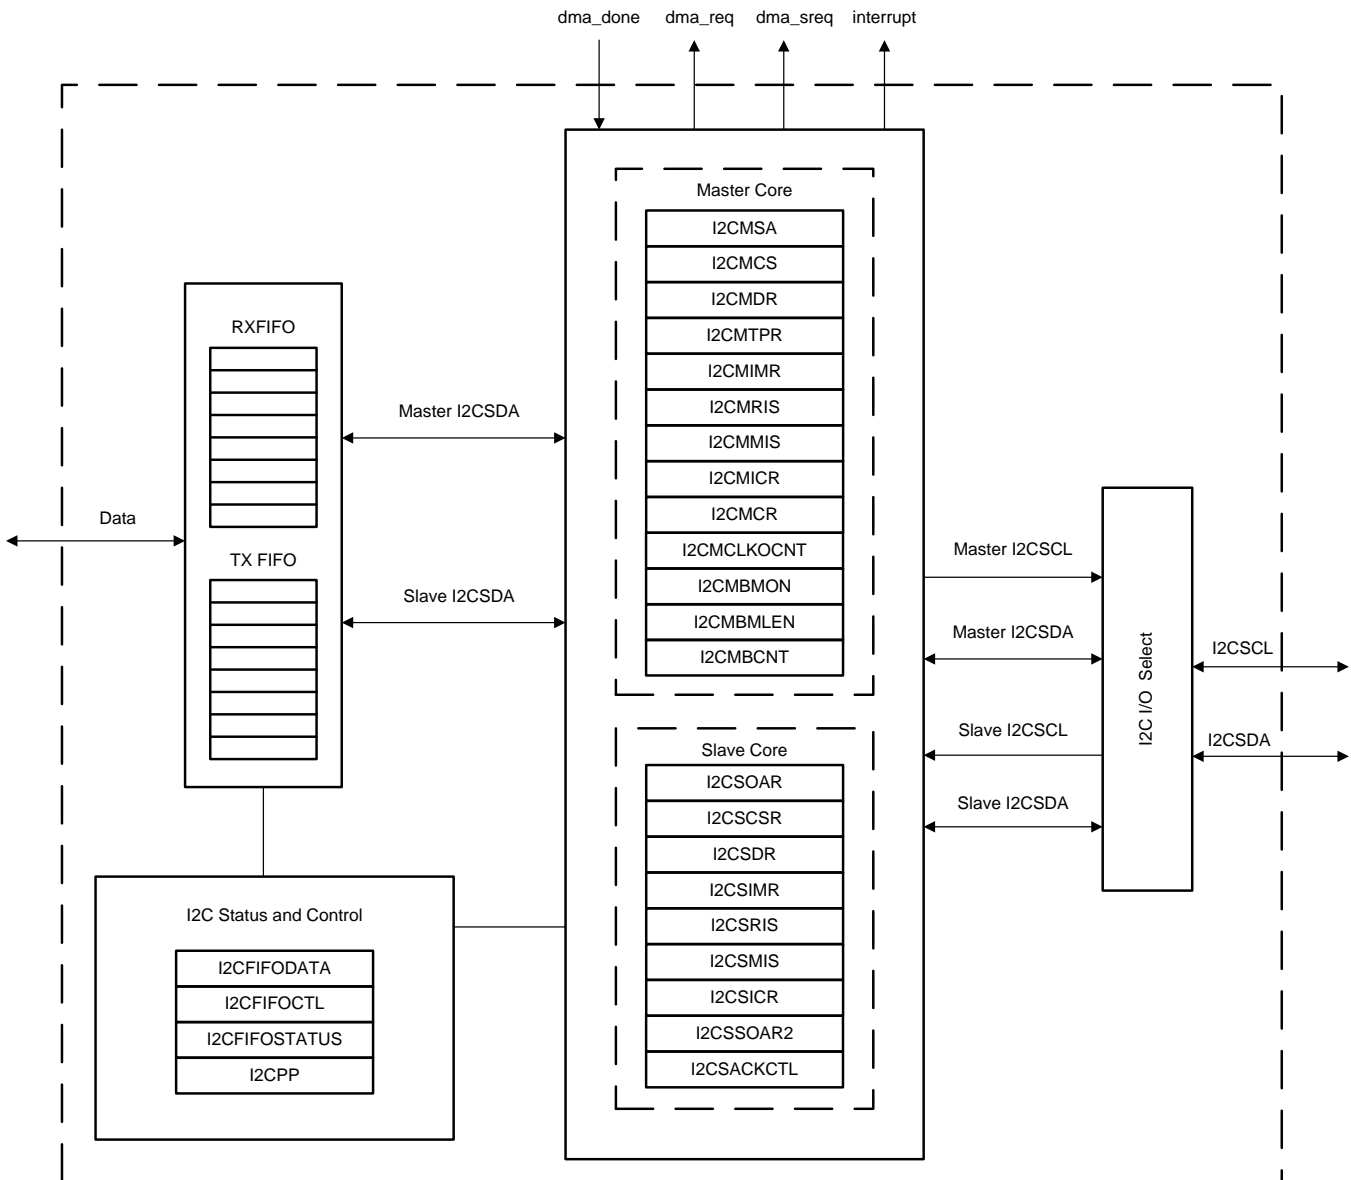 dma_done dma_req dma_sreq interrupt
Master Core
I2CMSA
I2CMCS
I2CMDR
I2CMTPR
I2CMIMR
I2CMRIS
I2CMMIS
I2CMICR
I2CMCR
I2CMCLKOCNT
I2CMBMON
I2CMBMLEN
I2CMBCNT
Slave Core
I2CSOAR
I2CSCSR
I2CSDR
I2CSIMR
I2CSRIS
I2CSMIS
I2CSICR
I2CSSOAR2
I2CSACKCTL
RXFIFO
TX FIFO
Data
Master I2CSDA
Slave I2CSDA
I2C Status and Control
I2CFIFODATA
I2CFIFOCTL
I2CFIFOSTATUS
I2CPP
Master I2CSCL
Master I2CSDA
Slave I2CSCL
Slave I2CSDA
I2C I/O Select
I2CSCL
I2CSDA